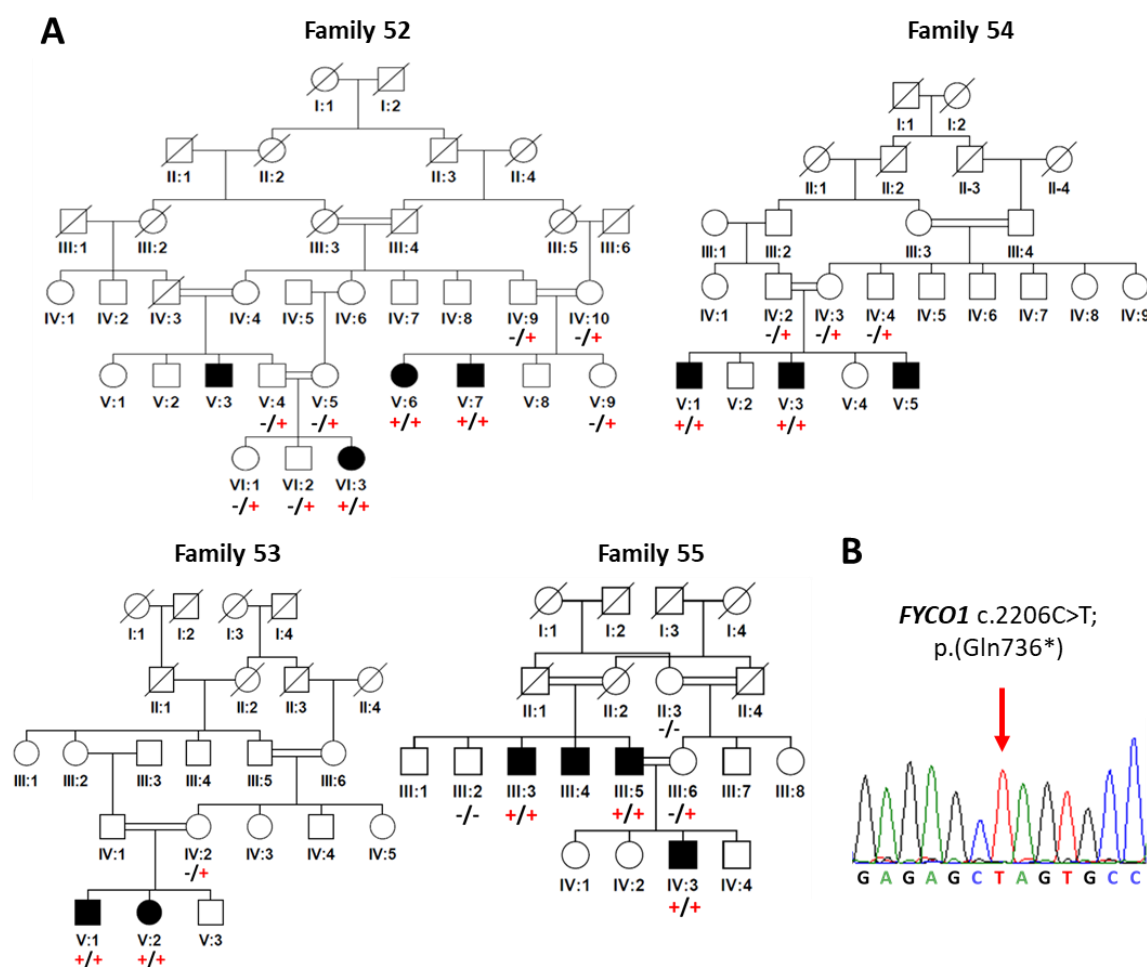 A
Family 52
I:1 I:2
II:1 II:2 II:3 II:4
III:1 III:2 III:3 III:4 III:5 III:6
IV:1 IV:2 IV:3 IV:4 IV:5 IV:6 IV:7 IV:8 IV:9 IV:10
-/+ -/+
V:1 V:2 V:3 V:4 V:5 V:6 V:7 V:8 V:9
-/+ -/+ +/+ +/+ -/+
VI:1 VI:2 VI:3
-/+ -/+ +/+
Family 54
I:1 I:2
II:1 II:2 II-3 II-4
III:1 III:2 III:3 III:4
IV:1 IV:2 IV:3 IV:4 IV:5 IV:6 IV:7 IV:8 IV:9
-/+ -/+ -/+
V:1 V:2 V:3 V:4 V:5
+/+ +/+
Family 53
I:1 I:2 I:3 I:4
II:1 II:2 II:3 II:4
III:1 III:2 III:3 III:4 III:5 III:6
IV:1 IV:2 IV:3 IV:4 IV:5
-/+
V:1 V:2 V:3
+/+ +/+
Family 55
I:1 I:2 I:3 I:4
II:1 II:2 II:3 II:4
-/-
III:1 III:2 III:3 III:4 III:5 III:6 III:7 III:8
-/- +/+ +/+ -/+
IV:1 IV:2 IV:3 IV:4
+/+
B
FYCO1 c.2206C>T;
p.(Gln736*)
G A G A G C T A G T G C C